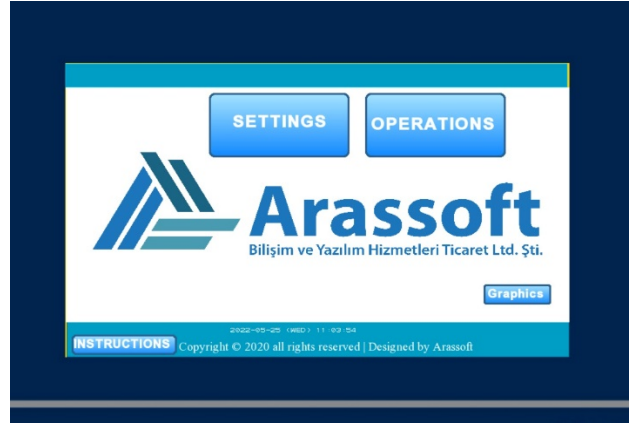 SETTINGS
OPERATIONS
Arassoft
Bilişim ve Yazılım Hizmetleri Ticaret Ltd. Şti.
Graphics
2022-05-25 (WED) 11:03:54
INSTRUCTIONS
Copyright © 2020 all rights reserved | Designed by Arassoft